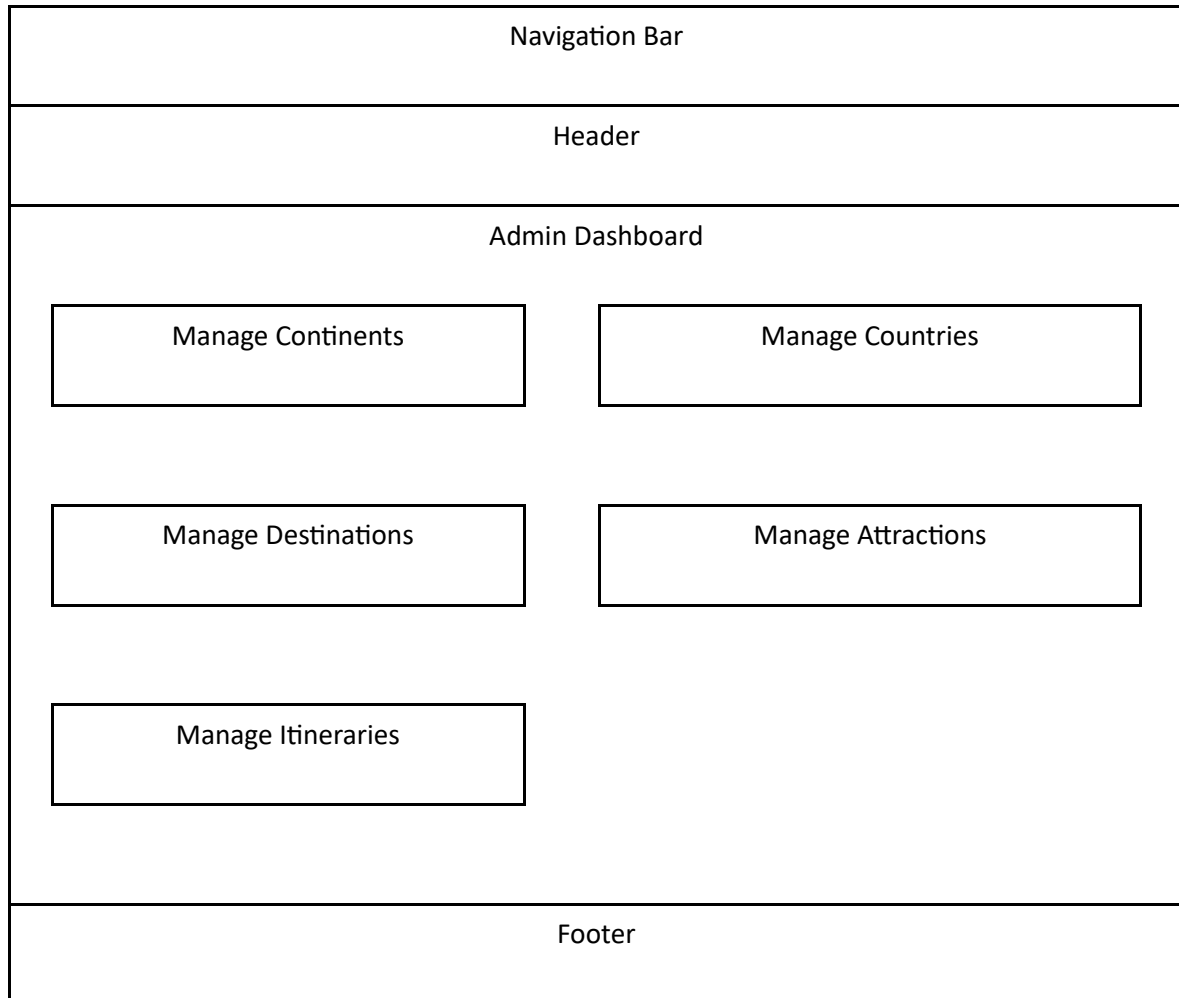 Navigation Bar
Header
Admin Dashboard
Manage Continents
Manage Countries
Manage Destinations
Manage Attractions
Manage Itineraries
Footer